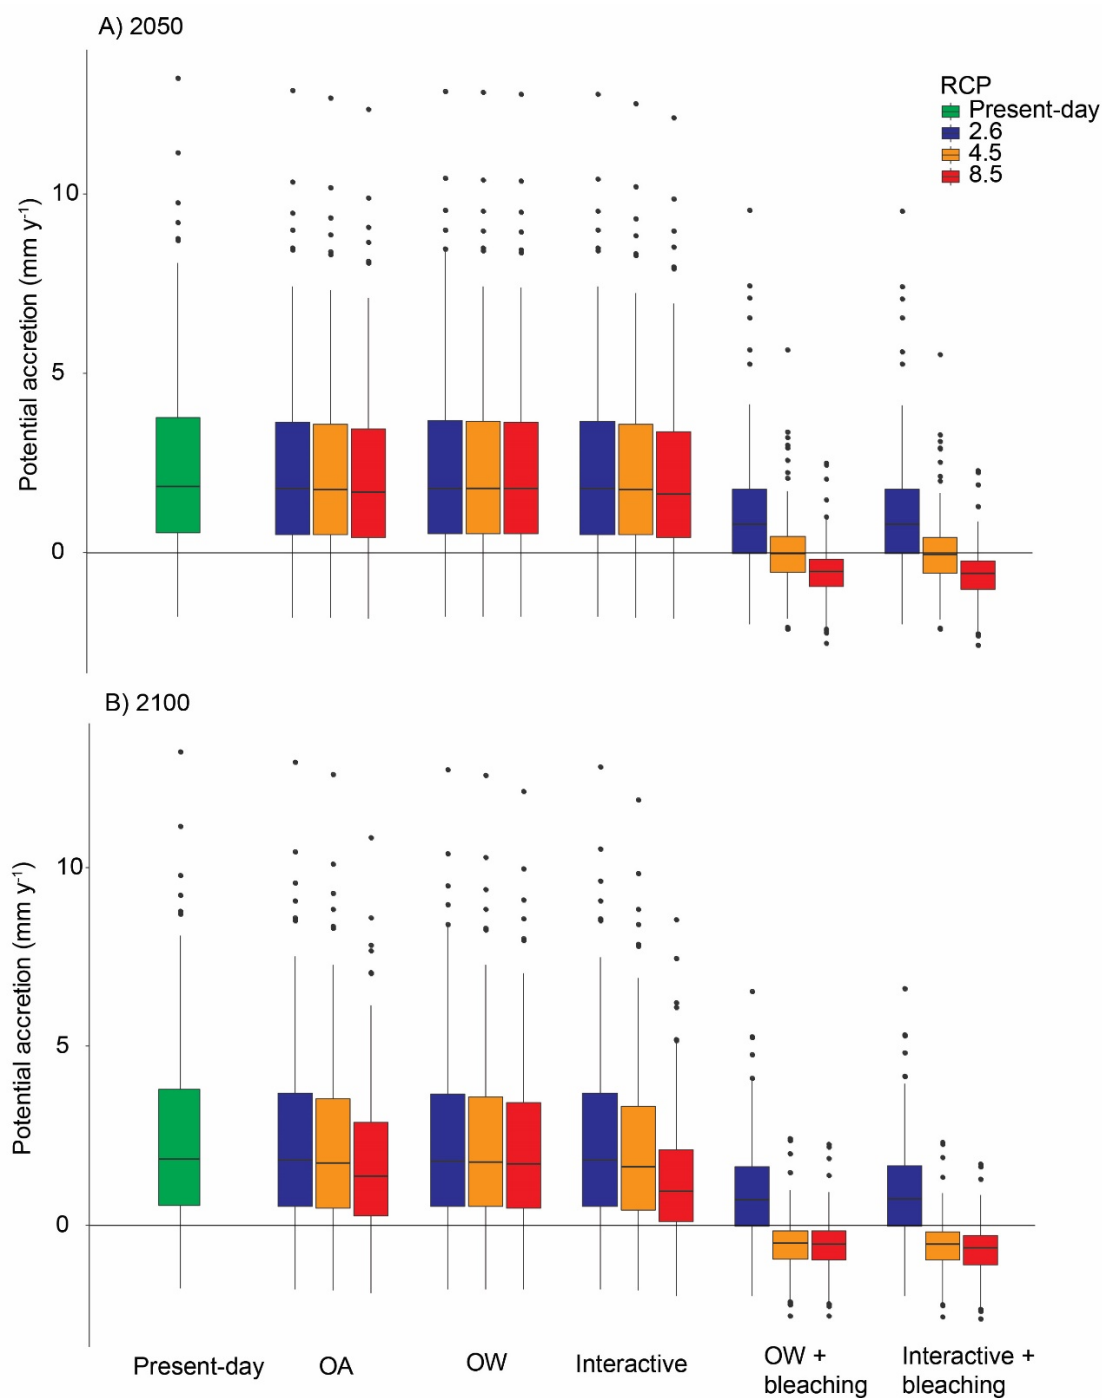 A) 2050
RCP
Present-day
2.6
4.5
8.5
Potential accretion (mm y⁻¹)
10
5
0
B) 2100
Potential accretion (mm y⁻¹)
10
5
0
Present-day
OA
OW
Interactive
OW +
bleaching
Interactive +
bleaching